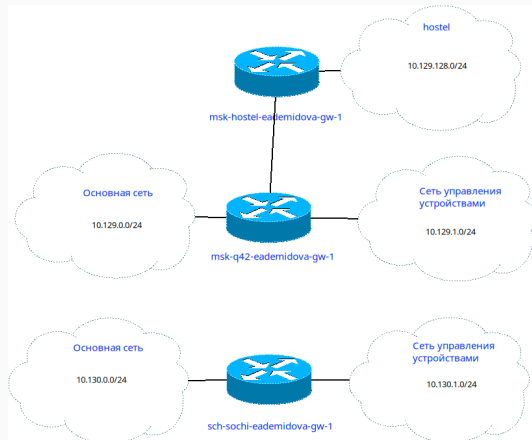 hostel
10.129.128.0/24
msk-hostel-eademidova-gw-1
Основная сеть
10.129.0.0/24
Сеть управления
устройствами
10.129.1.0/24
msk-q42-eademidova-gw-1
Основная сеть
10.130.0.0/24
Сеть управления
устройствами
10.130.1.0/24
sch-sochi-eademidova-gw-1